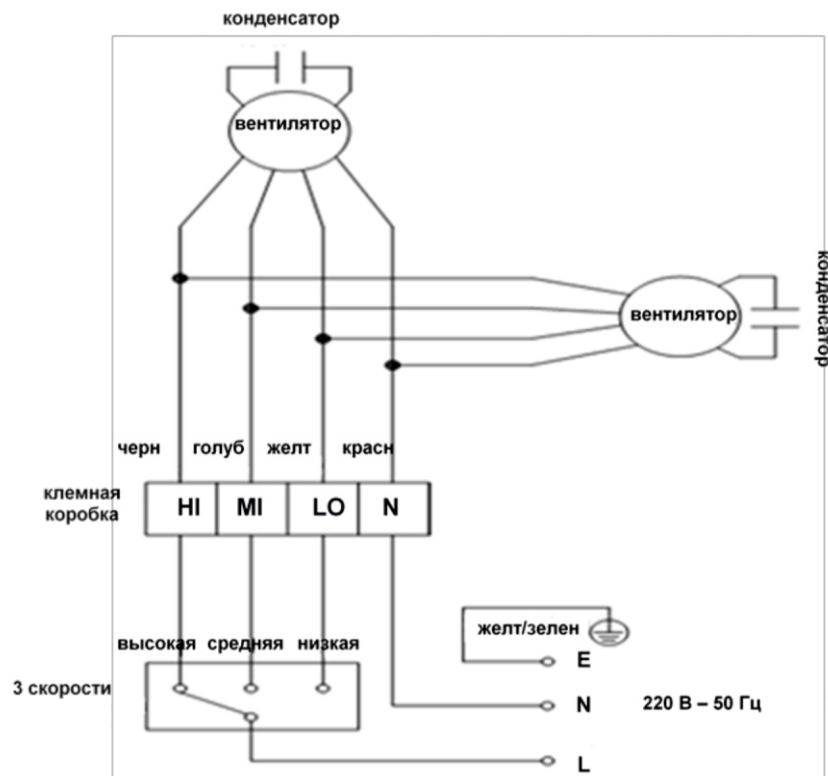 конденсатор
вентилятор
вентилятор
конденсатор
черн голуб желт красн
клемная
коробка
HI MI LO N
высокая средняя низкая
желт/зелен
E
3 скорости
N 220 В – 50 Гц
L